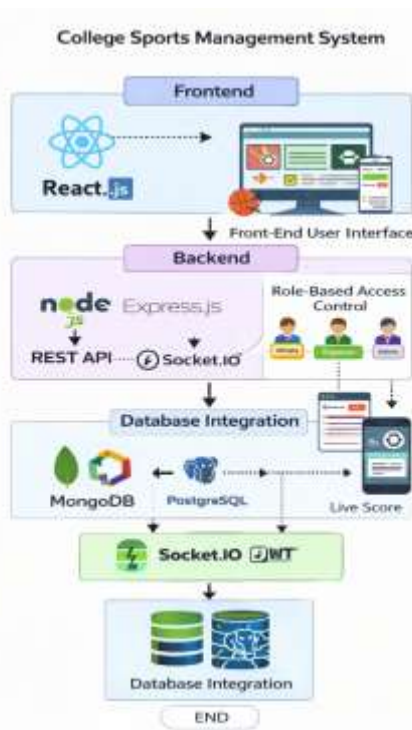 College Sports Management System
Frontend
React.js
Front-End User Interface
Backend
node
js
Express.js
Role-Based Access
Control
REST API
Socket.IO
Database Integration
MongoDB
PostgreSQL
Live Score
Socket.IO JWT
Database Integration
END